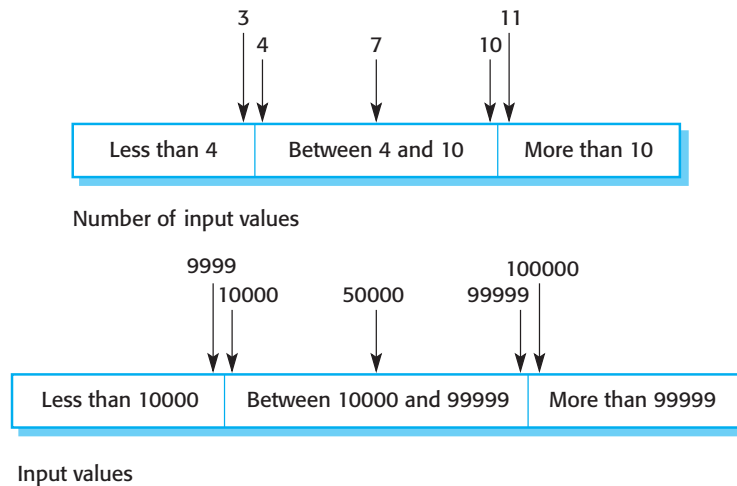 3 11
4 7 10
Less than 4 Between 4 and 10 More than 10
Number of input values
9999 100000
10000 50000 99999
Less than 10000 Between 10000 and 99999 More than 99999
Input values